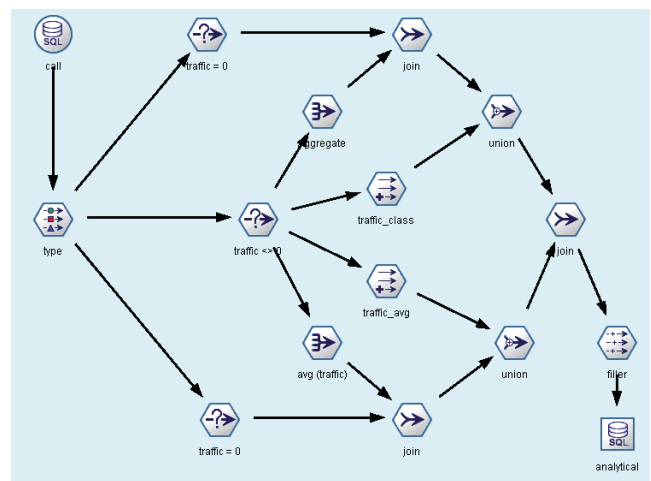 SQL
call
traffic = 0
join
aggregate
union
traffic_class
type
traffic <> 0
join
traffic_avg
avg (traffic)
union
filler
traffic = 0
join
SQL
analytical